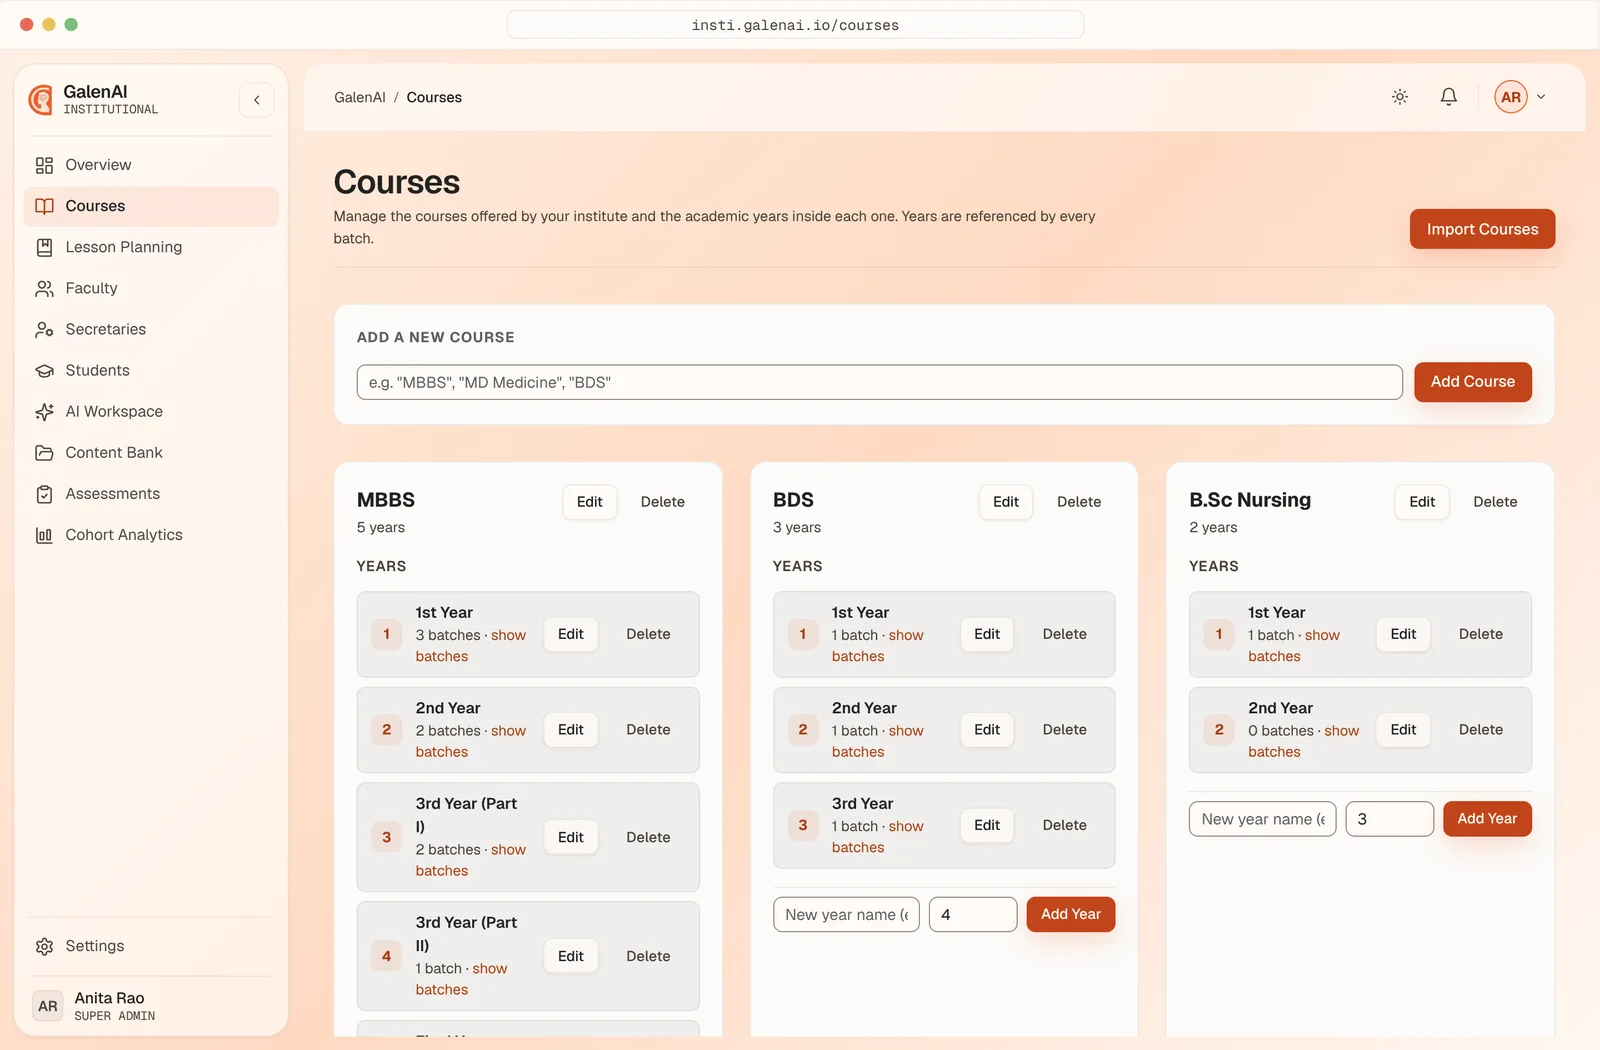 insti.galenai.io/courses
GalenAI
INSTITUTIONAL
Overview
Courses
Lesson Planning
Faculty
Secretaries
Students
AI Workspace
Content Bank
Assessments
Cohort Analytics
Settings
AR
Anita Rao
SUPER ADMIN
GalenAI / Courses
AR
Courses
Manage the courses offered by your institute and the academic years inside each one. Years are referenced by every
batch.
Import Courses
ADD A NEW COURSE
e.g. "MBBS", "MD Medicine", "BDS"
Add Course
MBBS
Edit
Delete
5 years
YEARS
1
1st Year
3 batches · show
batches
Edit
Delete
2
2nd Year
2 batches · show
batches
Edit
Delete
3
3rd Year (Part
I)
2 batches · show
batches
Edit
Delete
4
3rd Year (Part
II)
1 batch · show
batches
Edit
Delete
BDS
Edit
Delete
3 years
YEARS
1
1st Year
1 batch · show
batches
Edit
Delete
2
2nd Year
1 batch · show
batches
Edit
Delete
3
3rd Year
1 batch · show
batches
Edit
Delete
New year name (e
4
Add Year
B.Sc Nursing
Edit
Delete
2 years
YEARS
1
1st Year
1 batch · show
batches
Edit
Delete
2
2nd Year
0 batches · show
batches
Edit
Delete
New year name (e
3
Add Year